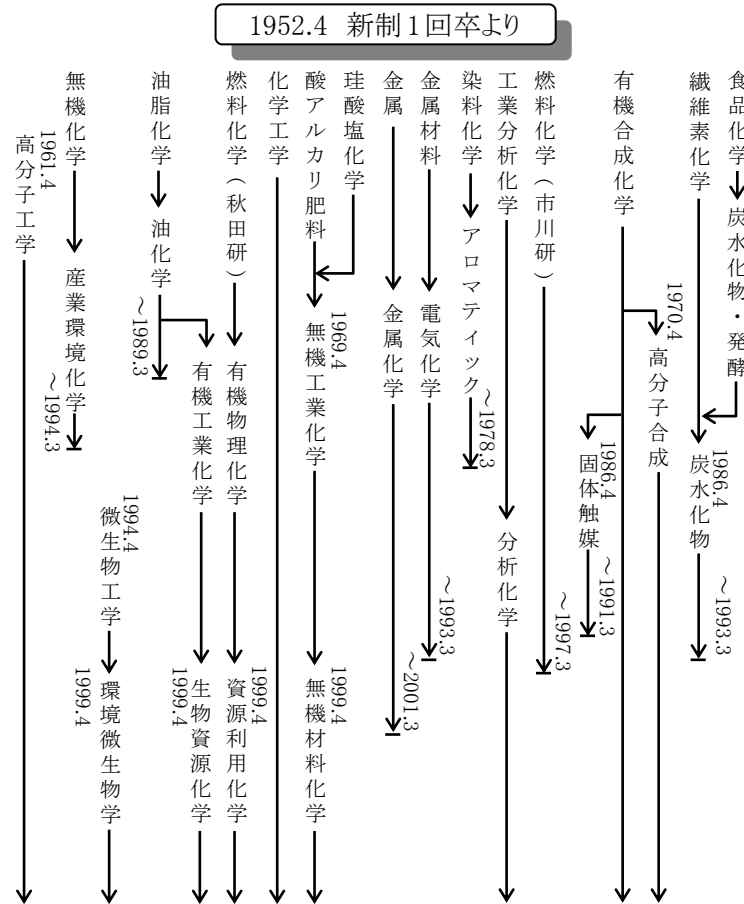 1952.4 新制1回卒より
食品化学
炭水化物・発酵
繊維素化学
1986.4
炭水化物
～1993.3
有機合成化学
1970.4
高分子合成
1986.4
固体触媒
～1991.3
燃料化学(市川研)
～1997.3
工業分析化学
分析化学
染料化学
アロマティック
～1978.3
金属材料
電気化学
～1993.3
金属
金属化学
～2001.3
珪酸塩化学
酸アルカリ肥料
1969.4
無機工業化学
1999.4
無機材料化学
化学工学
燃料化学(秋田研)
有機物理化学
1999.4
資源利用化学
油脂化学
油化学
～1989.3
有機工業化学
生物資源化学
1999.4
1994.4
微生物工学
環境微生物学
1999.4
無機化学
産業環境化学
～1994.3
1961.4
高分子工学